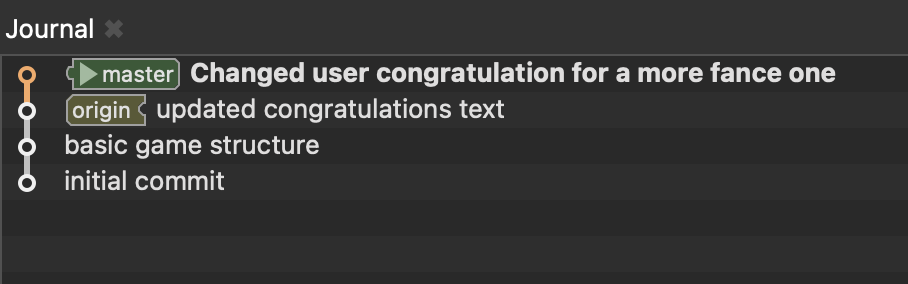 Journal
master Changed user congratulation for a more fance one
origin updated congratulations text
basic game structure
initial commit